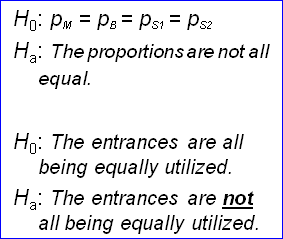 H₀: pM = pB = pS1 = pS2
Hₐ: The proportions are not all
equal.
H₀: The entrances are all
being equally utilized.
Hₐ: The entrances are not
all being equally utilized.